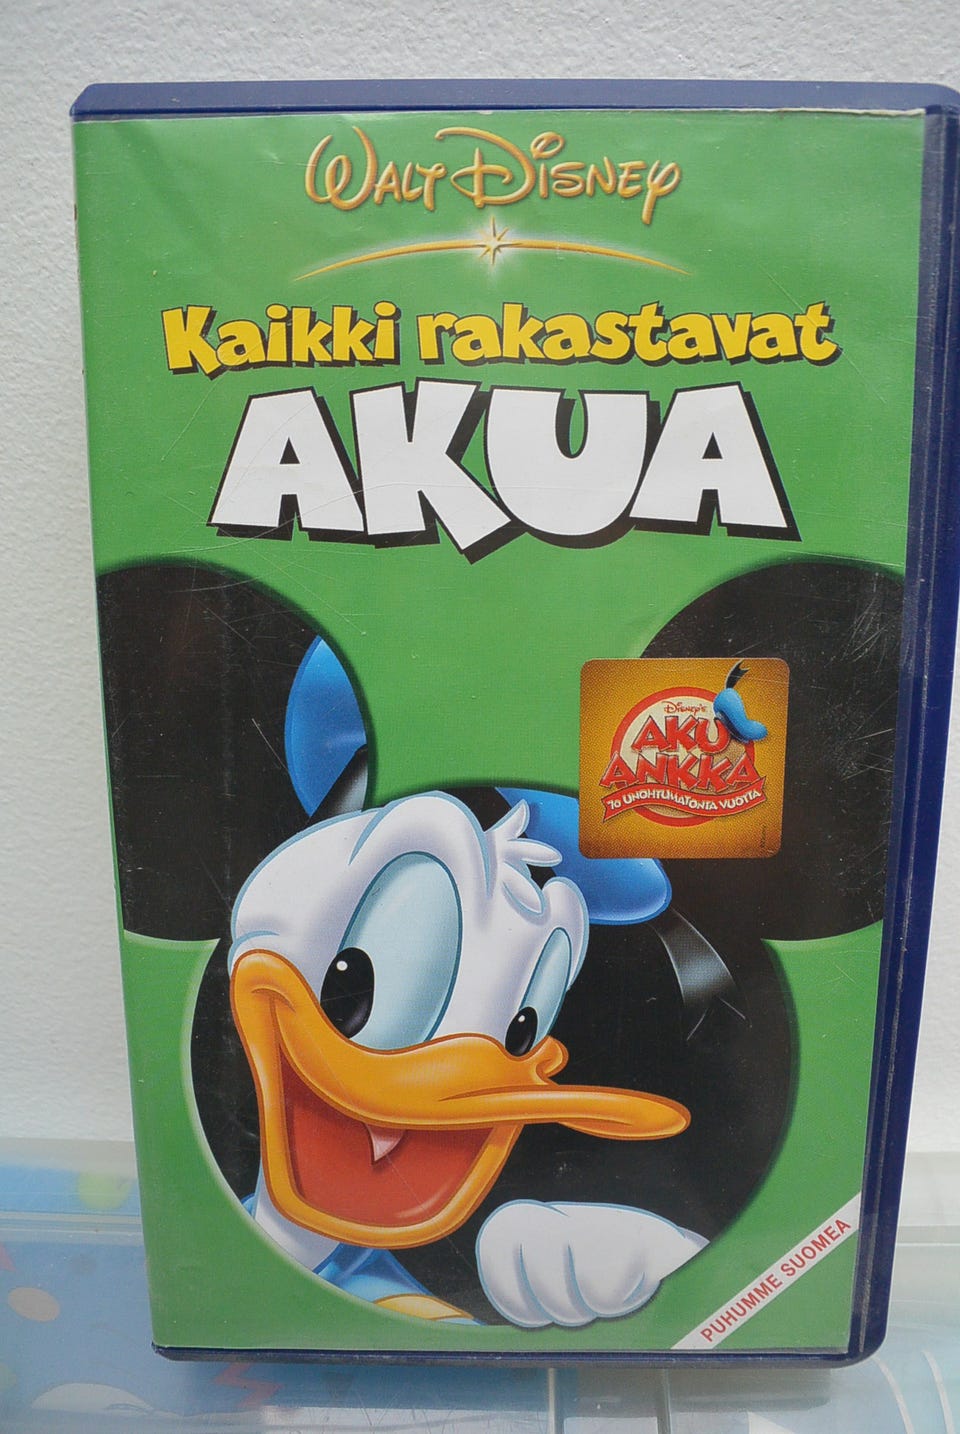 WALT DISNEY
Kaikki rakastavat
AKUA
DISNEY'S
AKU
ANKKA
70 UNOHTUMATONTA VUOTTA
PUHUMME SUOMEA